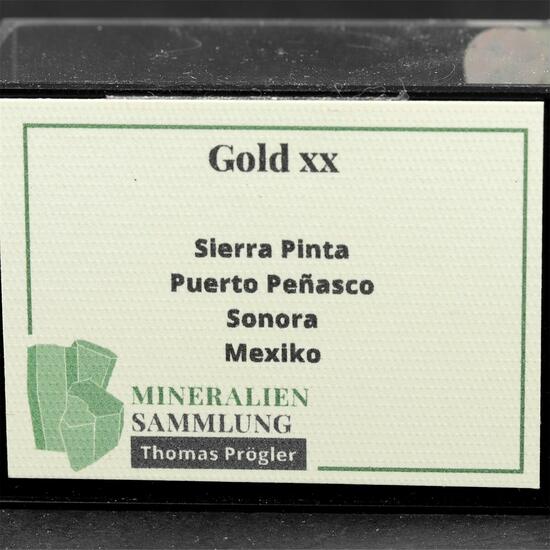 Gold xx
Sierra Pinta
Puerto Peñasco
Sonora
Mexiko
MINERALIEN
SAMMLUNG
Thomas Prögler